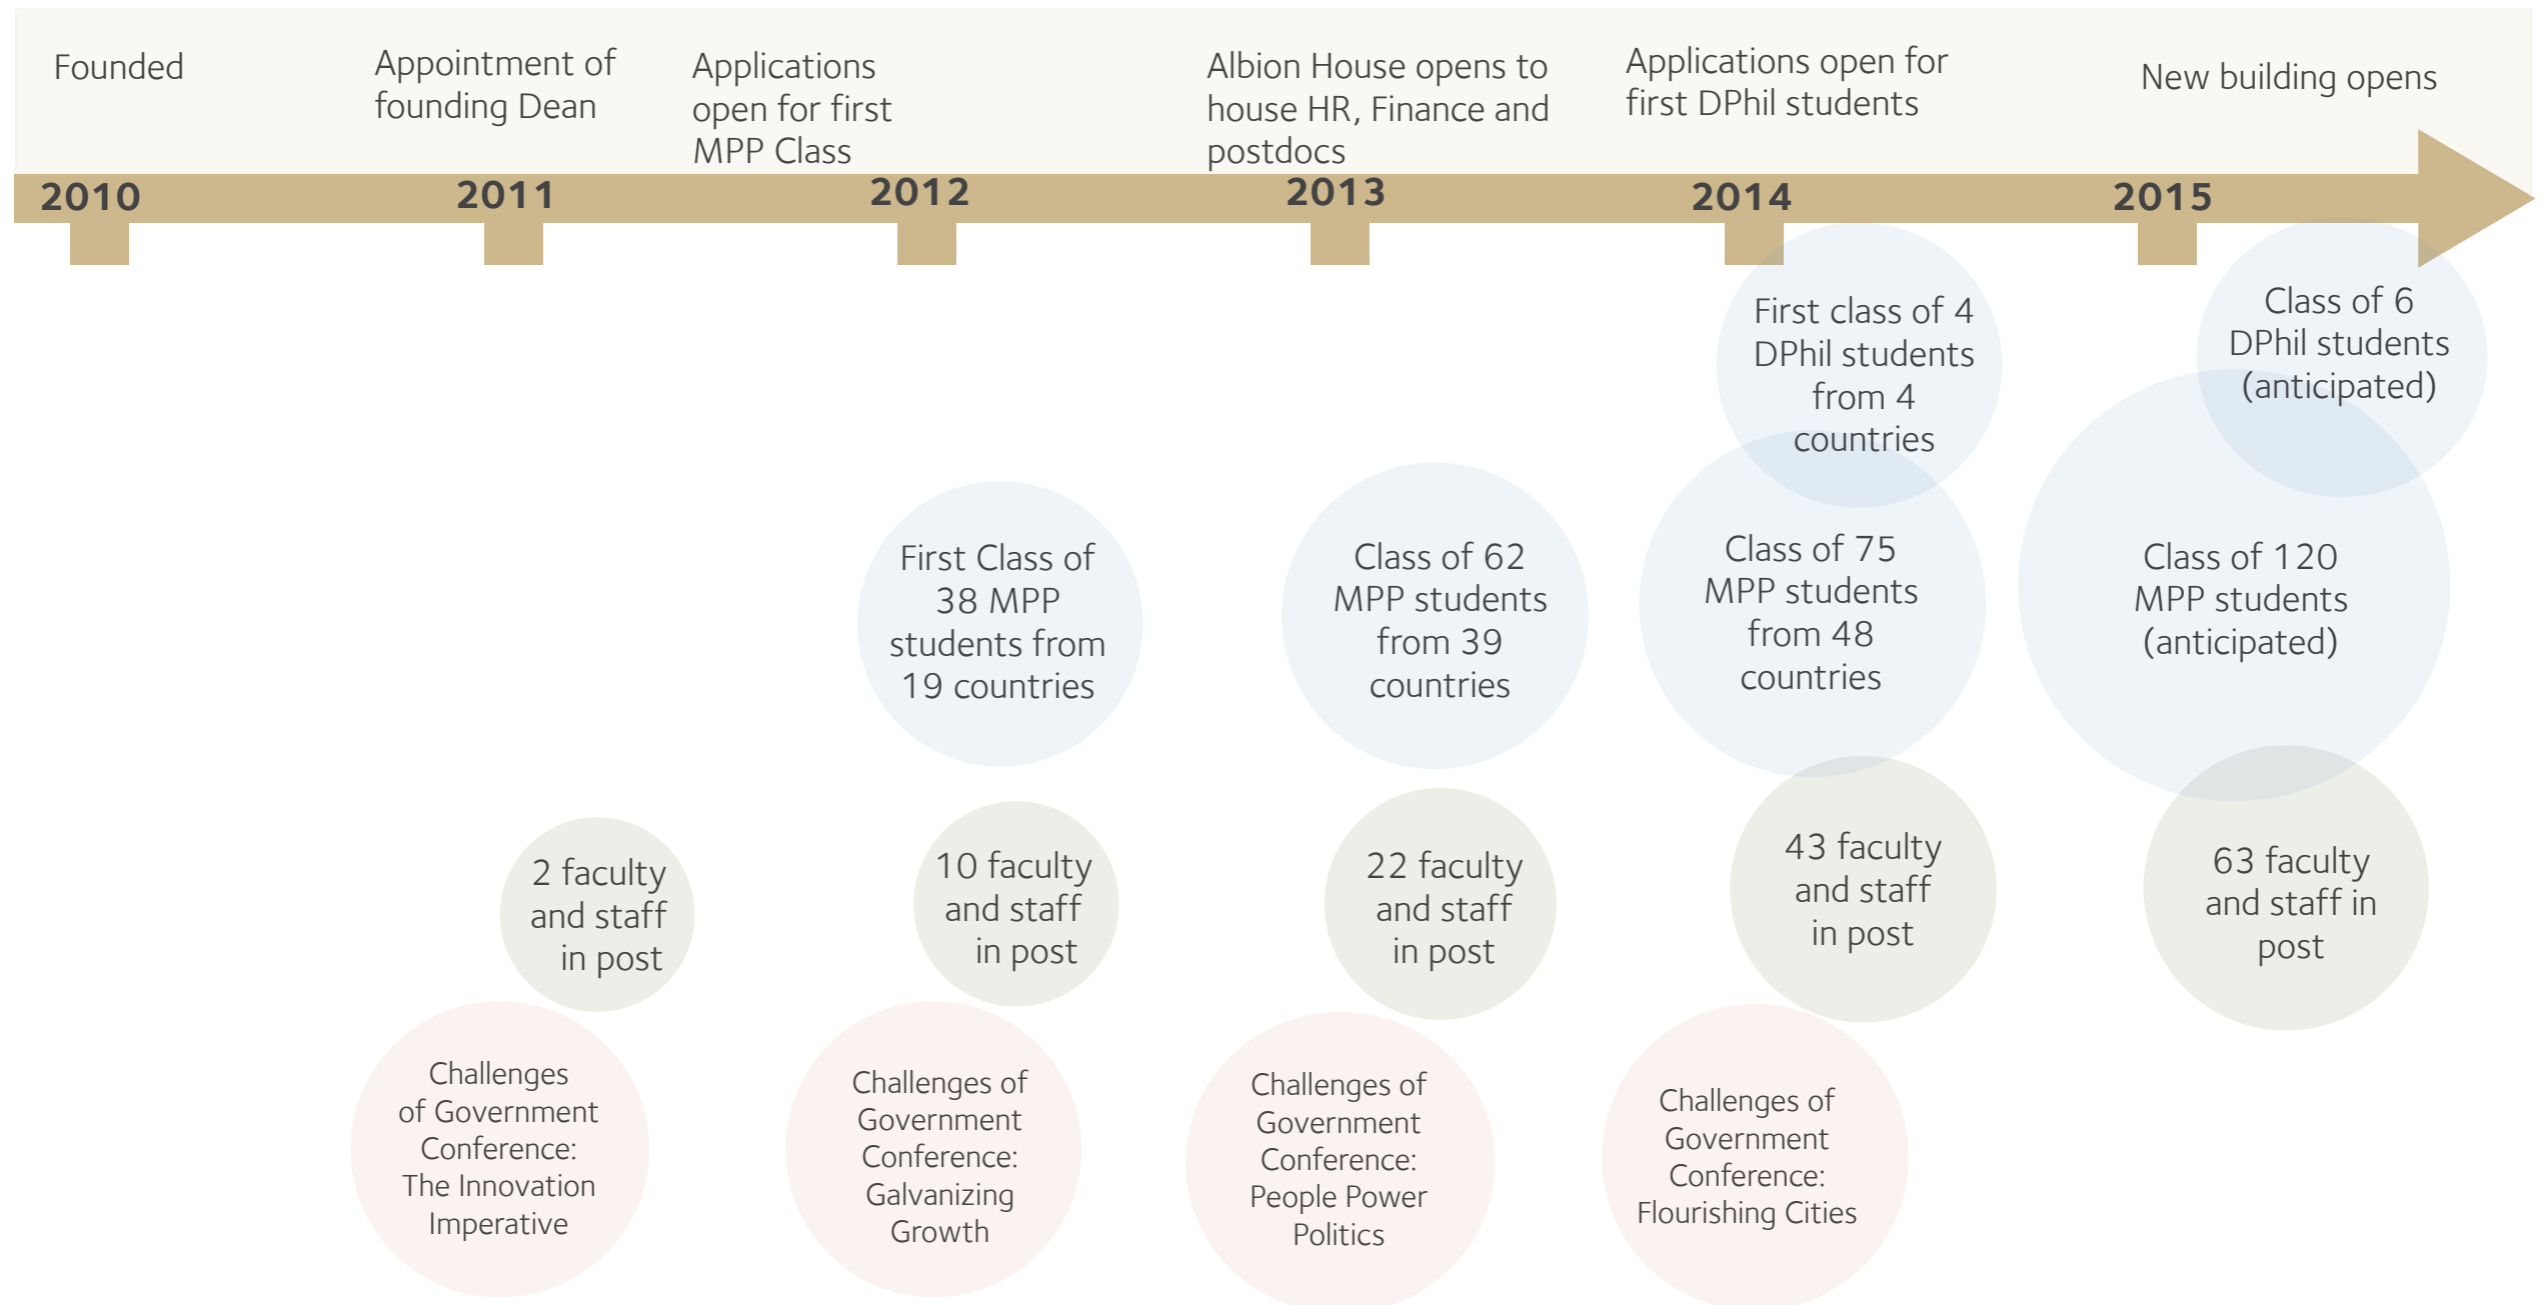 Founded
Appointment of
founding Dean
Applications
open for first
MPP Class
Albion House opens to
house HR, Finance and
postdocs
Applications open for
first DPhil students
New building opens
2010
2011
2012
2013
2014
2015
First class of 4
DPhil students
from 4
countries
Class of 6
DPhil students
(anticipated)
First Class of
38 MPP
students from
19 countries
Class of 62
MPP students
from 39
countries
Class of 75
MPP students
from 48
countries
Class of 120
MPP students
(anticipated)
2 faculty
and staff
in post
10 faculty
and staff
in post
22 faculty
and staff
in post
43 faculty
and staff
in post
63 faculty
and staff in
post
Challenges
of Government
Conference:
The Innovation
Imperative
Challenges of
Government
Conference:
Galvanizing
Growth
Challenges of
Government
Conference:
People Power
Politics
Challenges of
Government
Conference:
Flourishing Cities